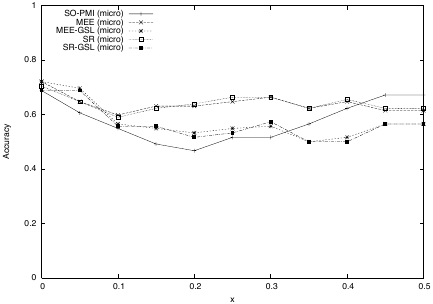 SO-PMI (micro)
MEE (micro)
MEE-GSL (micro)
SR (micro)
SR-GSL (micro)
1
0.8
0.6
0.4
0.2
0
Accuracy
0 0.1 0.2 0.3 0.4 0.5
x